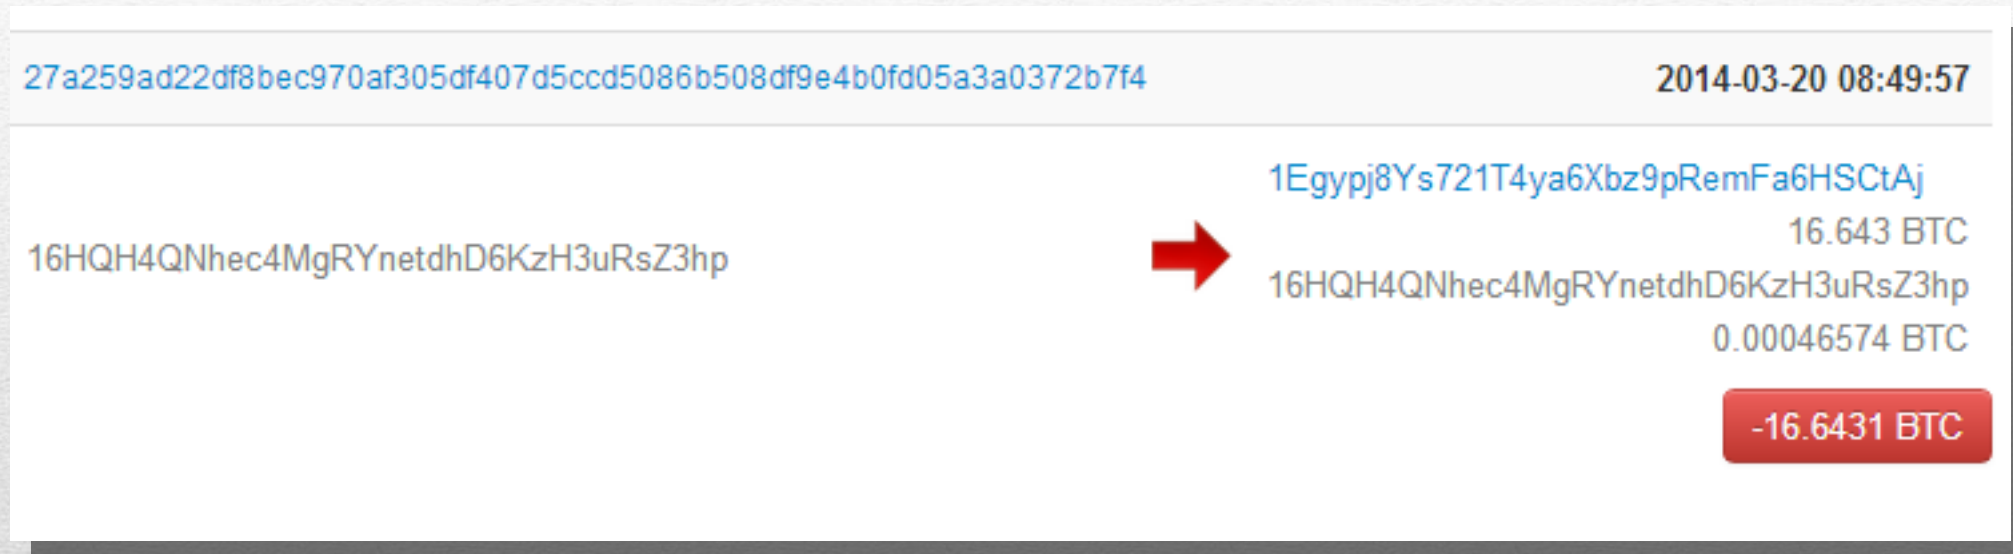 27a259ad22df8bec970af305df407d5ccd5086b508df9e4b0fd05a3a0372b7f4
2014-03-20 08:49:57
16HQH4QNhec4MgRYnetdhD6KzH3uRsZ3hp
1Egypj8Ys721T4ya6Xbz9pRemFa6HSCtAj
16.643 BTC
16HQH4QNhec4MgRYnetdhD6KzH3uRsZ3hp
0.00046574 BTC
-16.6431 BTC